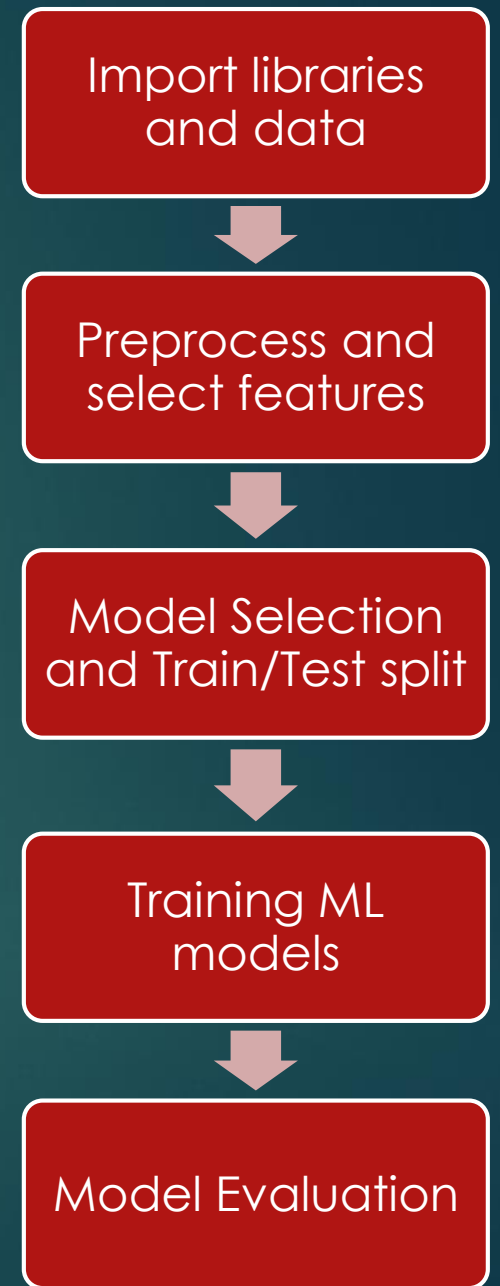 Import libraries
and data
Preprocess and
select features
Model Selection
and Train/Test split
Training ML
models
Model Evaluation